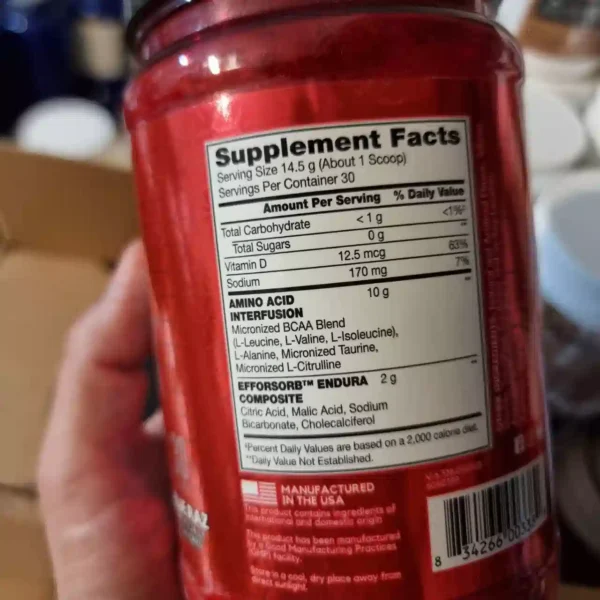 Supplement Facts
Serving Size 14.5 g (About 1 Scoop)
Servings Per Container 30
Amount Per Serving % Daily Value
Total Carbohydrate <1 g <1%*
Total Sugars 0 g **
Vitamin D 12.5 mcg 63%
Sodium 170 mg 7%
AMINO ACID 10 g **
INTERFUSION
Micronized BCAA Blend
(L-Leucine, L-Valine, L-Isoleucine),
L-Alanine, Micronized Taurine,
Micronized L-Citrulline
EFFORSORB™ ENDURA 2 g **
COMPOSITE
Citric Acid, Malic Acid, Sodium
Bicarbonate, Cholecalciferol
*Percent Daily Values are based on a 2,000 calorie diet.
**Daily Value Not Established.
MANUFACTURED
IN THE USA
This product contains ingredients of
international and domestic origin
This product has been manufactured
by a Good Manufacturing Practices
(GMP) facility.
Store in a cool, dry place away from
direct sunlight.
8 34266